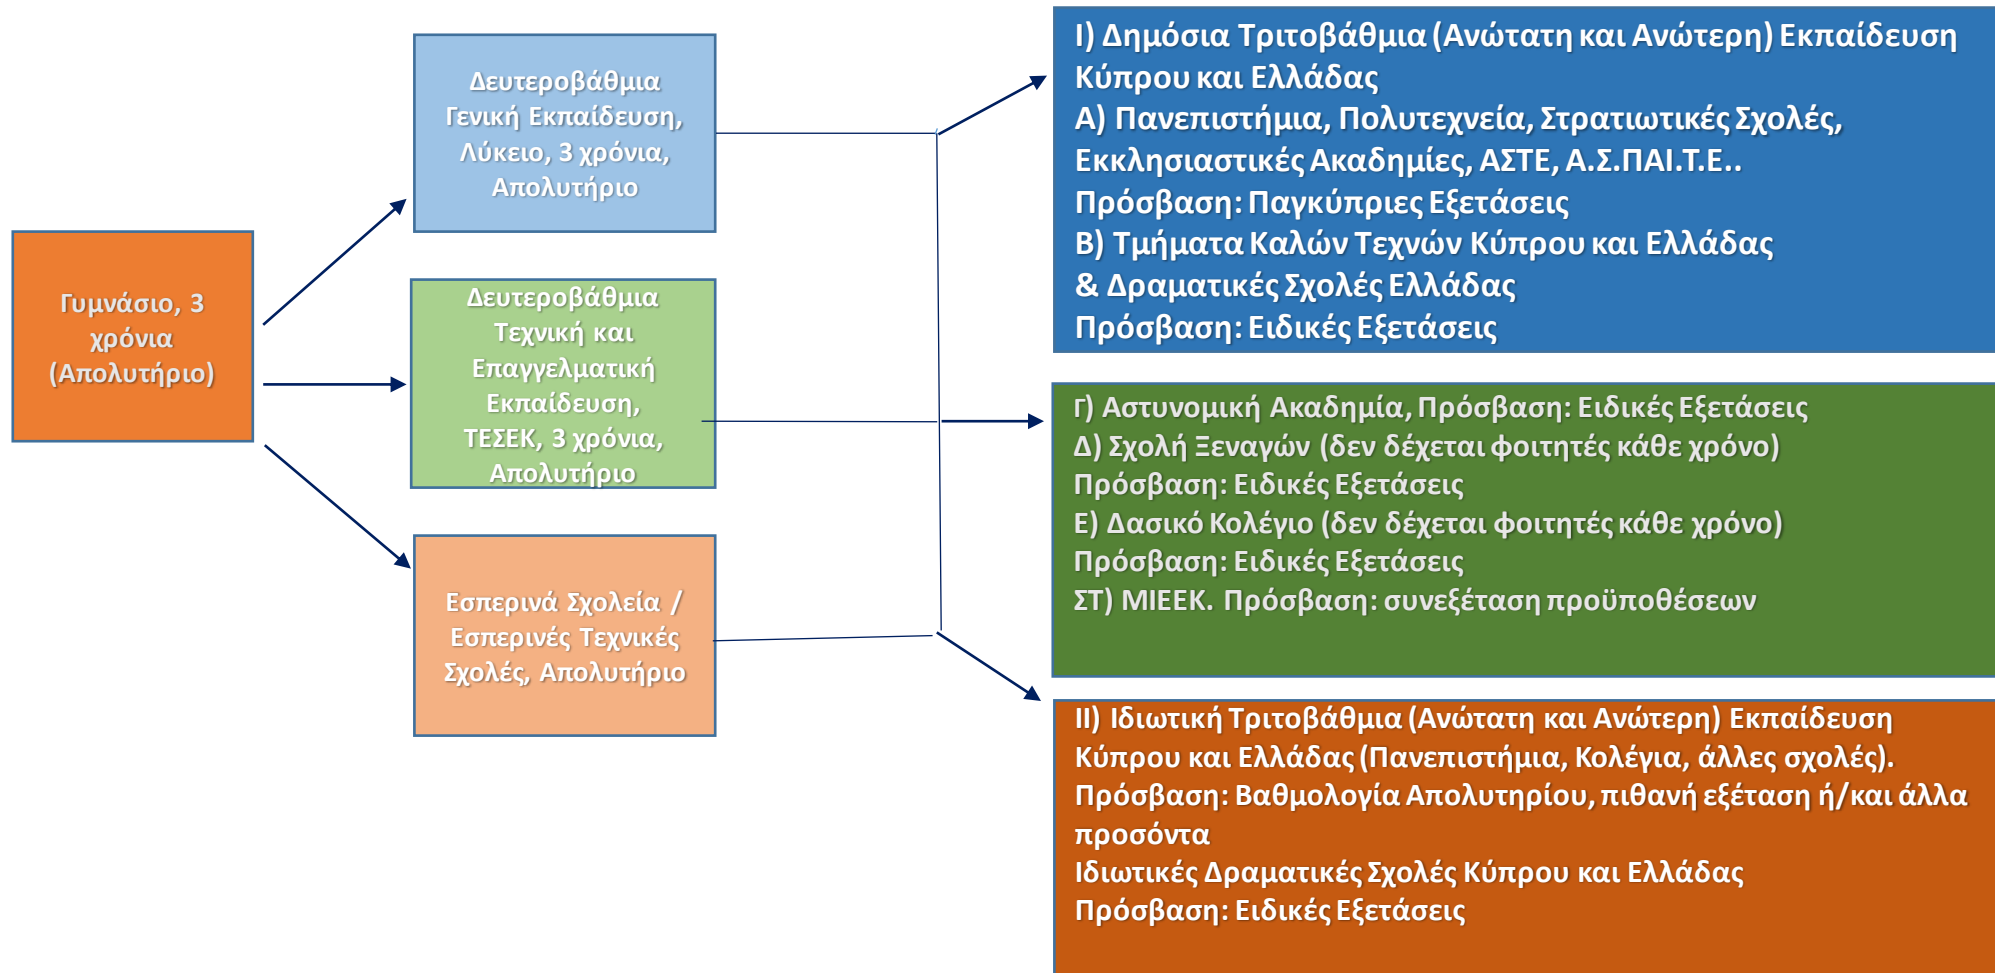 Γυμνάσιο, 3
χρόνια
(Απολυτήριο)
Δευτεροβάθμια
Γενική Εκπαίδευση,
Λύκειο, 3 χρόνια,
Απολυτήριο
Δευτεροβάθμια
Τεχνική και
Επαγγελματική
Εκπαίδευση,
ΤΕΣΕΚ, 3 χρόνια,
Απολυτήριο
Εσπερινά Σχολεία /
Εσπερινές Τεχνικές
Σχολές, Απολυτήριο
Ι) Δημόσια Τριτοβάθμια (Ανώτατη και Ανώτερη) Εκπαίδευση
Κύπρου και Ελλάδας
Α) Πανεπιστήμια, Πολυτεχνεία, Στρατιωτικές Σχολές,
Εκκλησιαστικές Ακαδημίες, ΑΣΤΕ, Α.Σ.ΠΑΙ.Τ.Ε..
Πρόσβαση: Παγκύπριες Εξετάσεις
Β) Τμήματα Καλών Τεχνών Κύπρου και Ελλάδας
& Δραματικές Σχολές Ελλάδας
Πρόσβαση: Ειδικές Εξετάσεις
Γ) Αστυνομική Ακαδημία, Πρόσβαση: Ειδικές Εξετάσεις
Δ) Σχολή Ξεναγών (δεν δέχεται φοιτητές κάθε χρόνο)
Πρόσβαση: Ειδικές Εξετάσεις
Ε) Δασικό Κολέγιο (δεν δέχεται φοιτητές κάθε χρόνο)
Πρόσβαση: Ειδικές Εξετάσεις
ΣΤ) ΜΙΕΕΚ. Πρόσβαση: συνεξέταση προϋποθέσεων
ΙΙ) Ιδιωτική Τριτοβάθμια (Ανώτατη και Ανώτερη) Εκπαίδευση
Κύπρου και Ελλάδας (Πανεπιστήμια, Κολέγια, άλλες σχολές).
Πρόσβαση: Βαθμολογία Απολυτηρίου, πιθανή εξέταση ή/και άλλα
προσόντα
Ιδιωτικές Δραματικές Σχολές Κύπρου και Ελλάδας
Πρόσβαση: Ειδικές Εξετάσεις